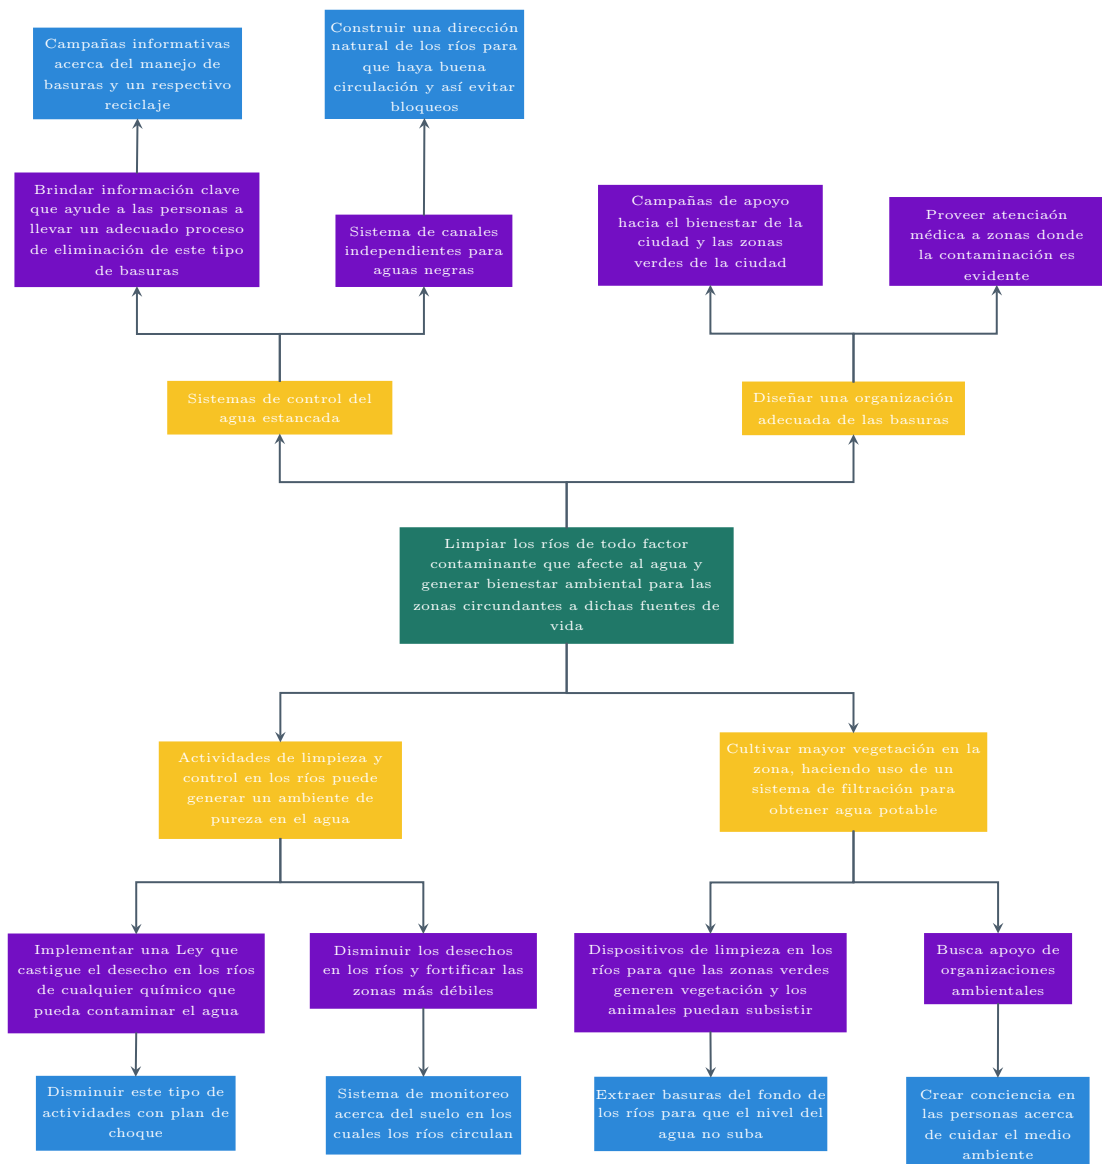 Campañas informativas
acerca del manejo de
basuras y un respectivo
reciclaje
Construir una dirección
natural de los ríos para
que haya buena
circulación y así evitar
bloqueos
Brindar información clave
que ayude a las personas a
llevar un adecuado proceso
de eliminación de este tipo
de basuras
Sistema de canales
independientes para
aguas negras
Campañas de apoyo
hacia el bienestar de la
ciudad y las zonas
verdes de la ciudad
Proveer atenciaón
médica a zonas donde
la contaminación es
evidente
Sistemas de control del
agua estancada
Diseñar una organización
adecuada de las basuras
Limpiar los ríos de todo factor
contaminante que afecte al agua y
generar bienestar ambiental para las
zonas circundantes a dichas fuentes de
vida
Actividades de limpieza y
control en los ríos puede
generar un ambiente de
pureza en el agua
Cultivar mayor vegetación en la
zona, haciendo uso de un
sistema de filtración para
obtener agua potable
Implementar una Ley que
castigue el desecho en los ríos
de cualquier químico que
pueda contaminar el agua
Disminuir los desechos
en los ríos y fortificar las
zonas más débiles
Dispositivos de limpieza en los
ríos para que las zonas verdes
generen vegetación y los
animales puedan subsistir
Busca apoyo de
organizaciones
ambientales
Disminuir este tipo de
actividades con plan de
choque
Sistema de monitoreo
acerca del suelo en los
cuales los ríos circulan
Extraer basuras del fondo de
los ríos para que el nivel del
agua no suba
Crear conciencia en
las personas acerca
de cuidar el medio
ambiente